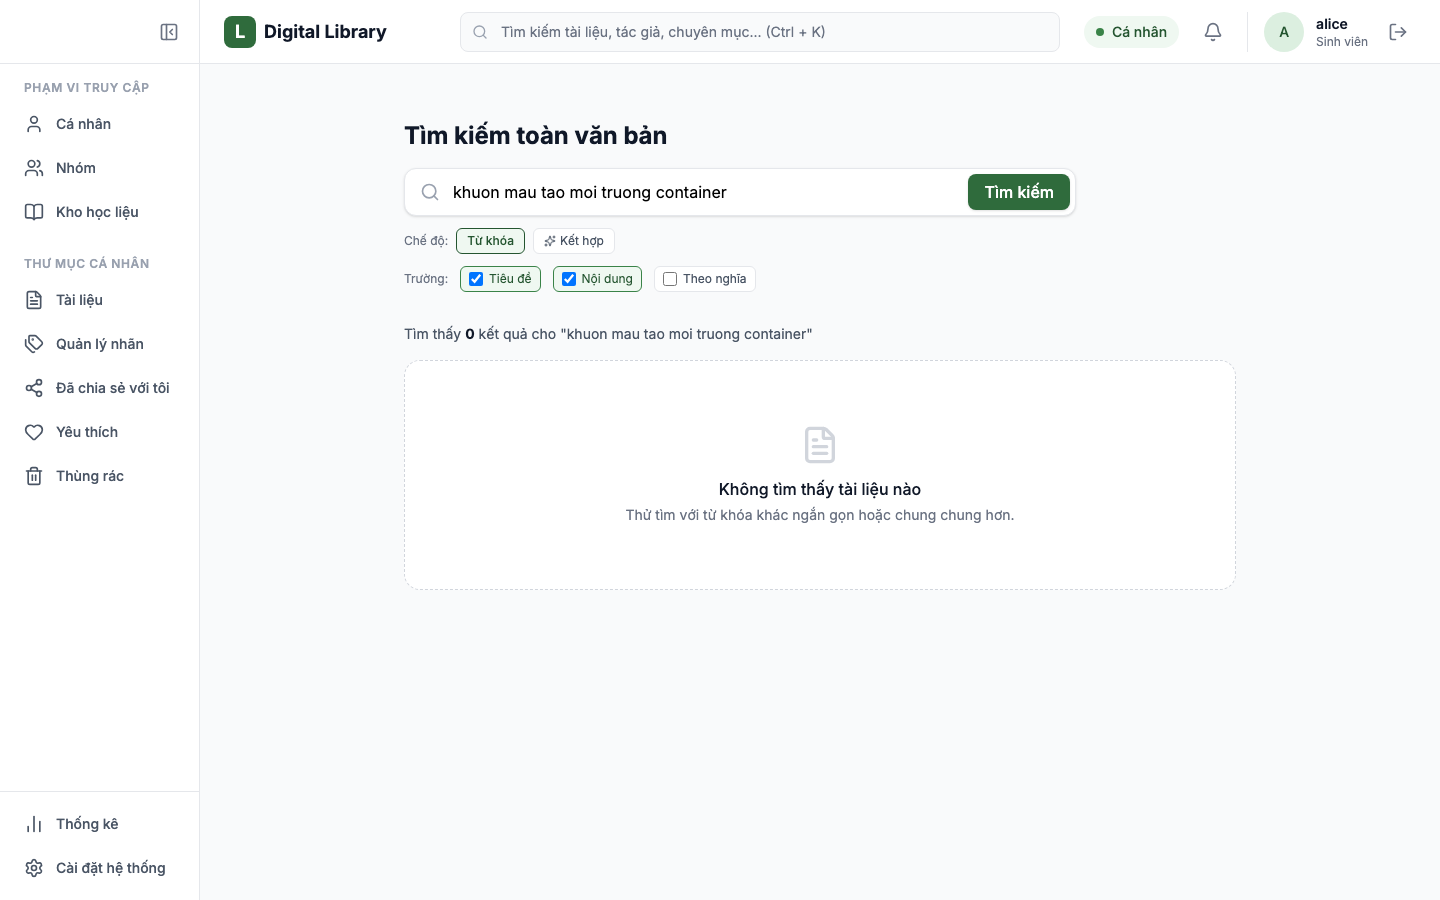 L Digital Library
Tìm kiếm tài liệu, tác giả, chuyên mục... (Ctrl + K)
Cá nhân
A
alice
Sinh viên
PHẠM VI TRUY CẬP
Cá nhân
Nhóm
Kho học liệu
THƯ MỤC CÁ NHÂN
Tài liệu
Quản lý nhãn
Đã chia sẻ với tôi
Yêu thích
Thùng rác
Thống kê
Cài đặt hệ thống
Tìm kiếm toàn văn bản
khuon mau tao moi truong container
Tìm kiếm
Chế độ: Từ khóa Kết hợp
Trường: Tiêu đề Nội dung Theo nghĩa
Tìm thấy 0 kết quả cho "khuon mau tao moi truong container"
Không tìm thấy tài liệu nào
Thử tìm với từ khóa khác ngắn gọn hoặc chung chung hơn.